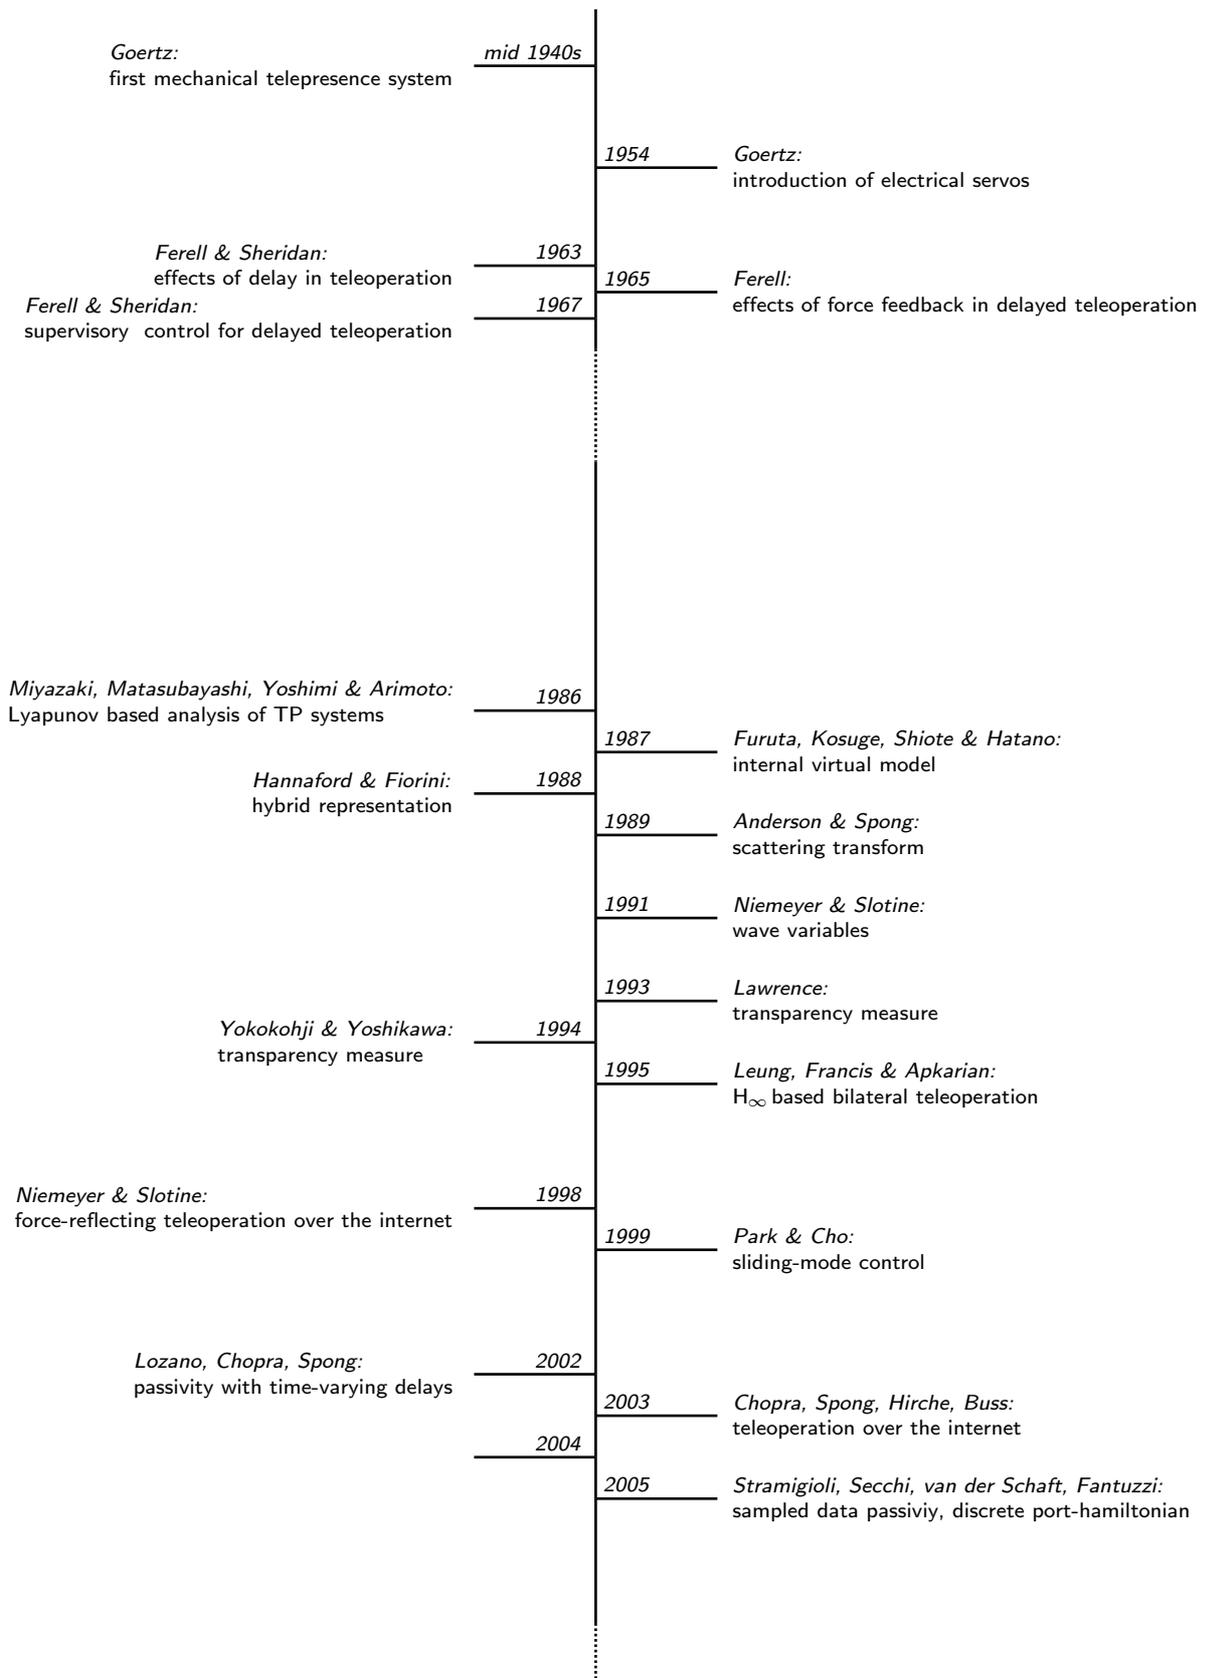 mid 1940s
Goertz:
first mechanical telepresence system
1954
Goertz:
introduction of electrical servos
1963
Ferell & Sheridan:
effects of delay in teleoperation
1965
Ferell:
effects of force feedback in delayed teleoperation
1967
Ferell & Sheridan:
supervisory control for delayed teleoperation
1986
Miyazaki, Matasubayashi, Yoshimi & Arimoto:
Lyapunov based analysis of TP systems
1987
Furuta, Kosuge, Shiote & Hatano:
internal virtual model
1988
Hannaford & Fiorini:
hybrid representation
1989
Anderson & Spong:
scattering transform
1991
Niemeyer & Slotine:
wave variables
1993
Lawrence:
transparency measure
1994
Yokokohji & Yoshikawa:
transparency measure
1995
Leung, Francis & Apkarian:
H∞ based bilateral teleoperation
1998
Niemeyer & Slotine:
force-reflecting teleoperation over the internet
1999
Park & Cho:
sliding-mode control
2002
Lozano, Chopra, Spong:
passivity with time-varying delays
2003
Chopra, Spong, Hirche, Buss:
teleoperation over the internet
2004
2005
Stramigioli, Secchi, van der Schaft, Fantuzzi:
sampled data passiviy, discrete port-hamiltonian